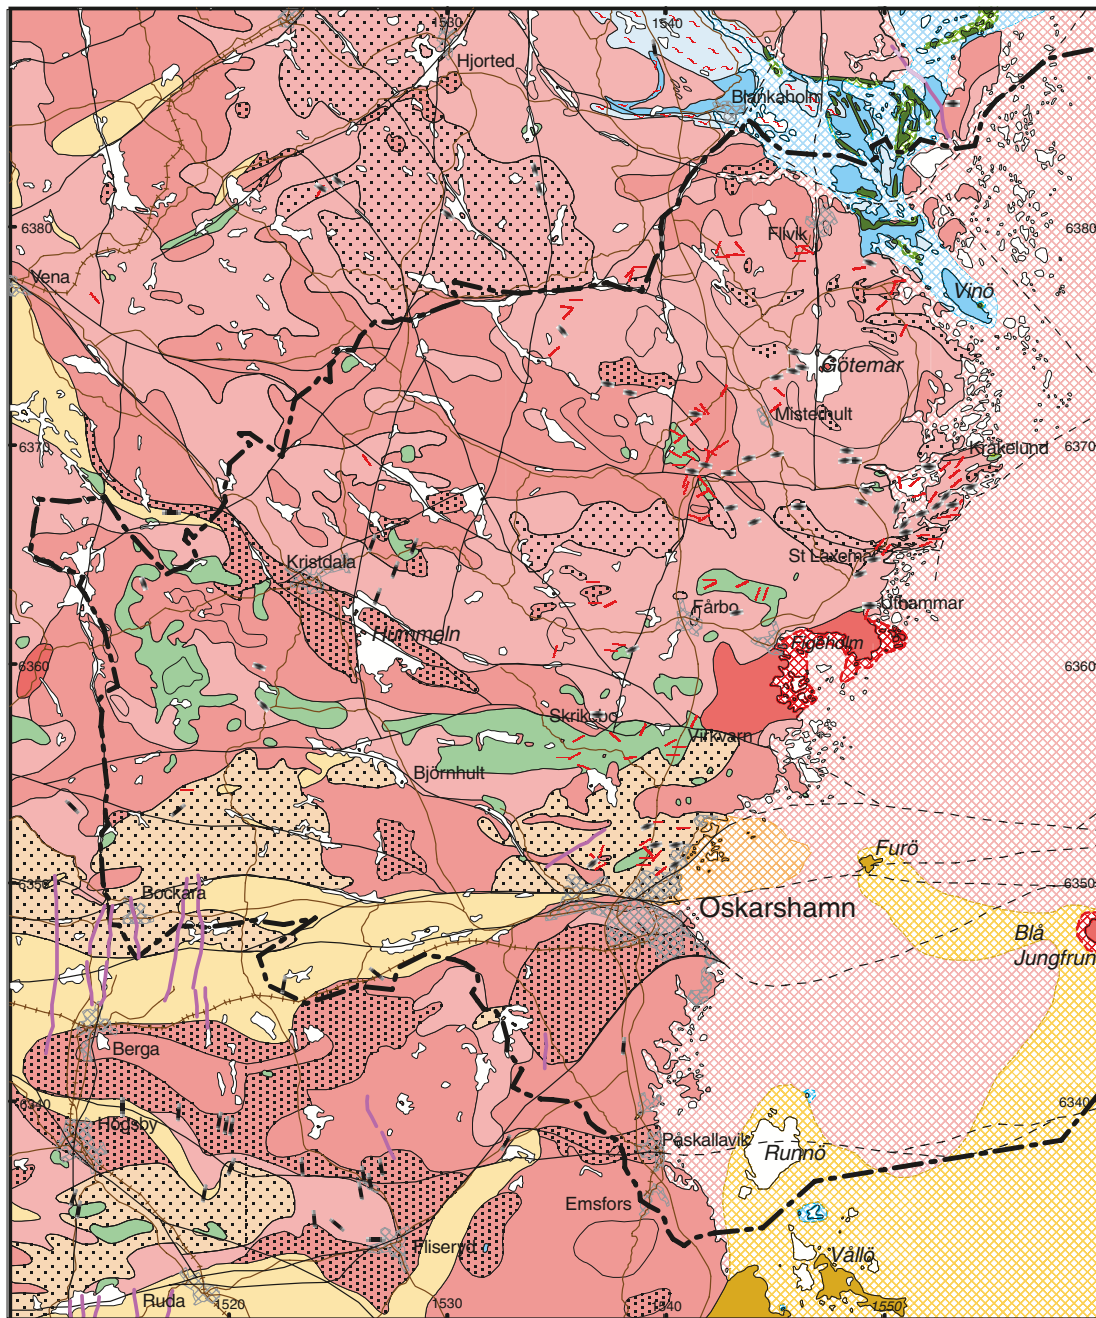 1530
1540
Hjorted
Blankaholm
6380
Flivik
6380
Vena
Vinö
Götemar
Misterhult
6370
Kråkelund
6370
Kristdala
St Laxemar
Fårbo
Uthammar
Hummeln
Figeholm
6360
6360
Skriksbo
Virkvarn
Björnhult
Furö
6350
Bockara
6350
Oskarshamn
Blå
Jungfrun
Berga
6340
6340
Högsby
Påskallavik
Runnö
Emsfors
Fliseryd
Vållö
Ruda
1520
1530
1540
1550